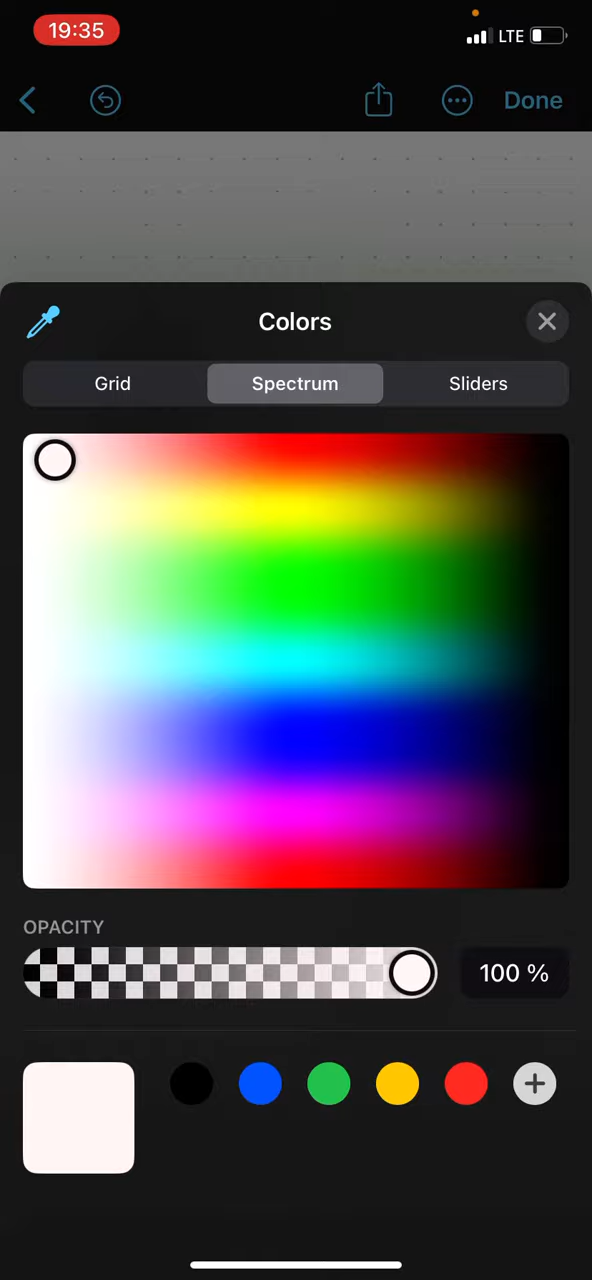 19:35
LTE
Done
Colors
Grid
Spectrum
Sliders
OPACITY
100 %